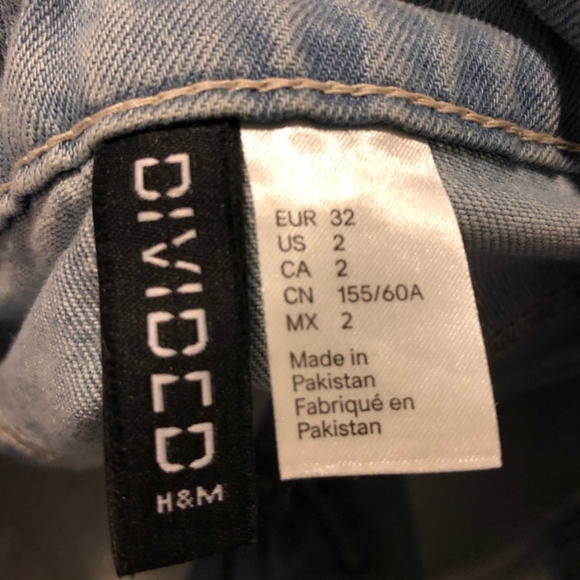 DIVIDED
H&M
EUR 32
US 2
CA 2
CN 155/60A
MX 2
Made in
Pakistan
Fabriqué en
Pakistan